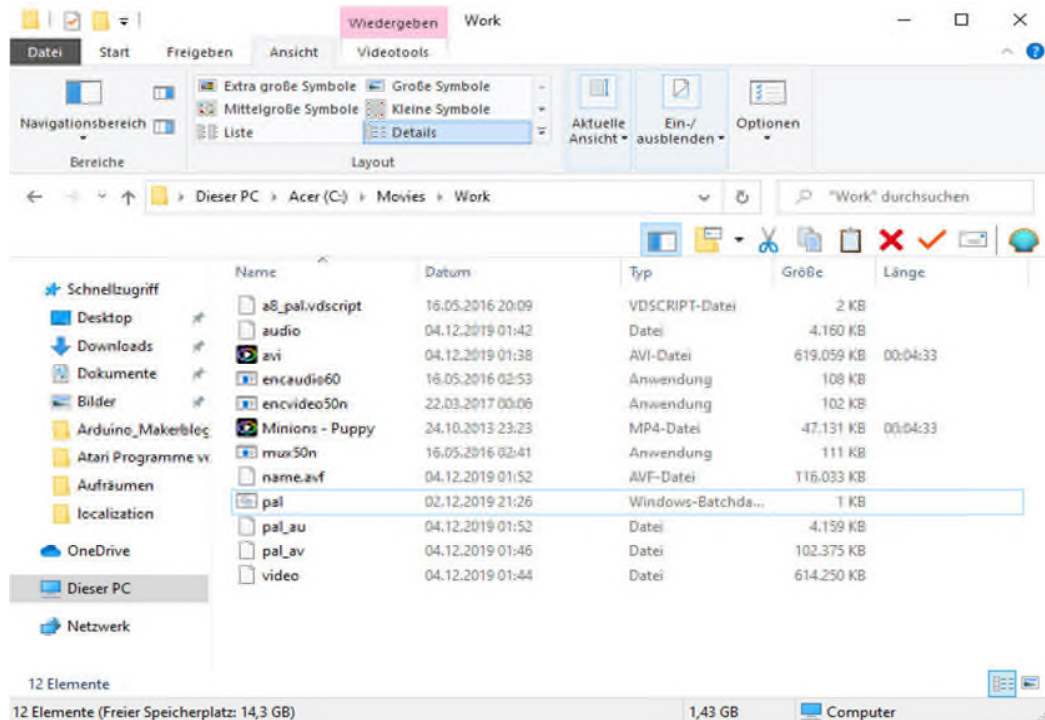 Wiedergeben Work
Datei Start Freigeben Ansicht Videotools
Extra große Symbole Große Symbole
Mittelgroße Symbole Kleine Symbole
Liste Details
Navigationsbereich
Aktuelle Ansicht
Ein-/ausblenden
Optionen
Bereiche Layout
Dieser PC Acer (C:) Movies Work "Work" durchsuchen
Name Datum Typ Größe Länge
Schnellzugriff
Desktop
Downloads
Dokumente
Bilder
Arduino_Makerblog
Atari Programme
Aufräumen
localization
OneDrive
Dieser PC
Netzwerk
a8_pal.vdscript 16.05.2016 20:09 VDSCRIPT-Datei 2 KB
audio 04.12.2019 01:42 Datei 4.160 KB
avi 04.12.2019 01:38 AVI-Datei 619.059 KB 00:04:33
encaudio60 16.05.2016 02:53 Anwendung 108 KB
encvideo50n 22.03.2017 00:06 Anwendung 102 KB
Minions - Puppy 24.10.2013 23:23 MP4-Datei 47.131 KB 00:04:33
mux50n 16.05.2016 02:41 Anwendung 111 KB
name.avf 04.12.2019 01:52 AVF-Datei 116.033 KB
pal 02.12.2019 21:26 Windows-Batchda... 1 KB
pal_au 04.12.2019 01:52 Datei 4.159 KB
pal_av 04.12.2019 01:46 Datei 102.375 KB
video 04.12.2019 01:44 Datei 614.250 KB
12 Elemente
12 Elemente (Freier Speicherplatz: 14,3 GB) 1,43 GB Computer